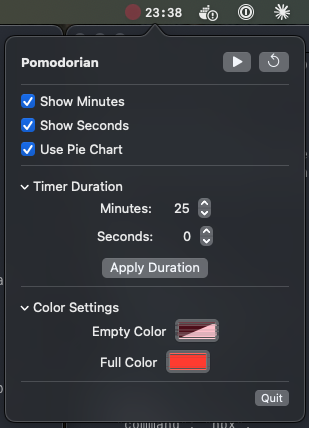 23:38
Pomodorian
Show Minutes
Show Seconds
Use Pie Chart
Timer Duration
Minutes: 25
Seconds: 0
Apply Duration
Color Settings
Empty Color
Full Color
Quit